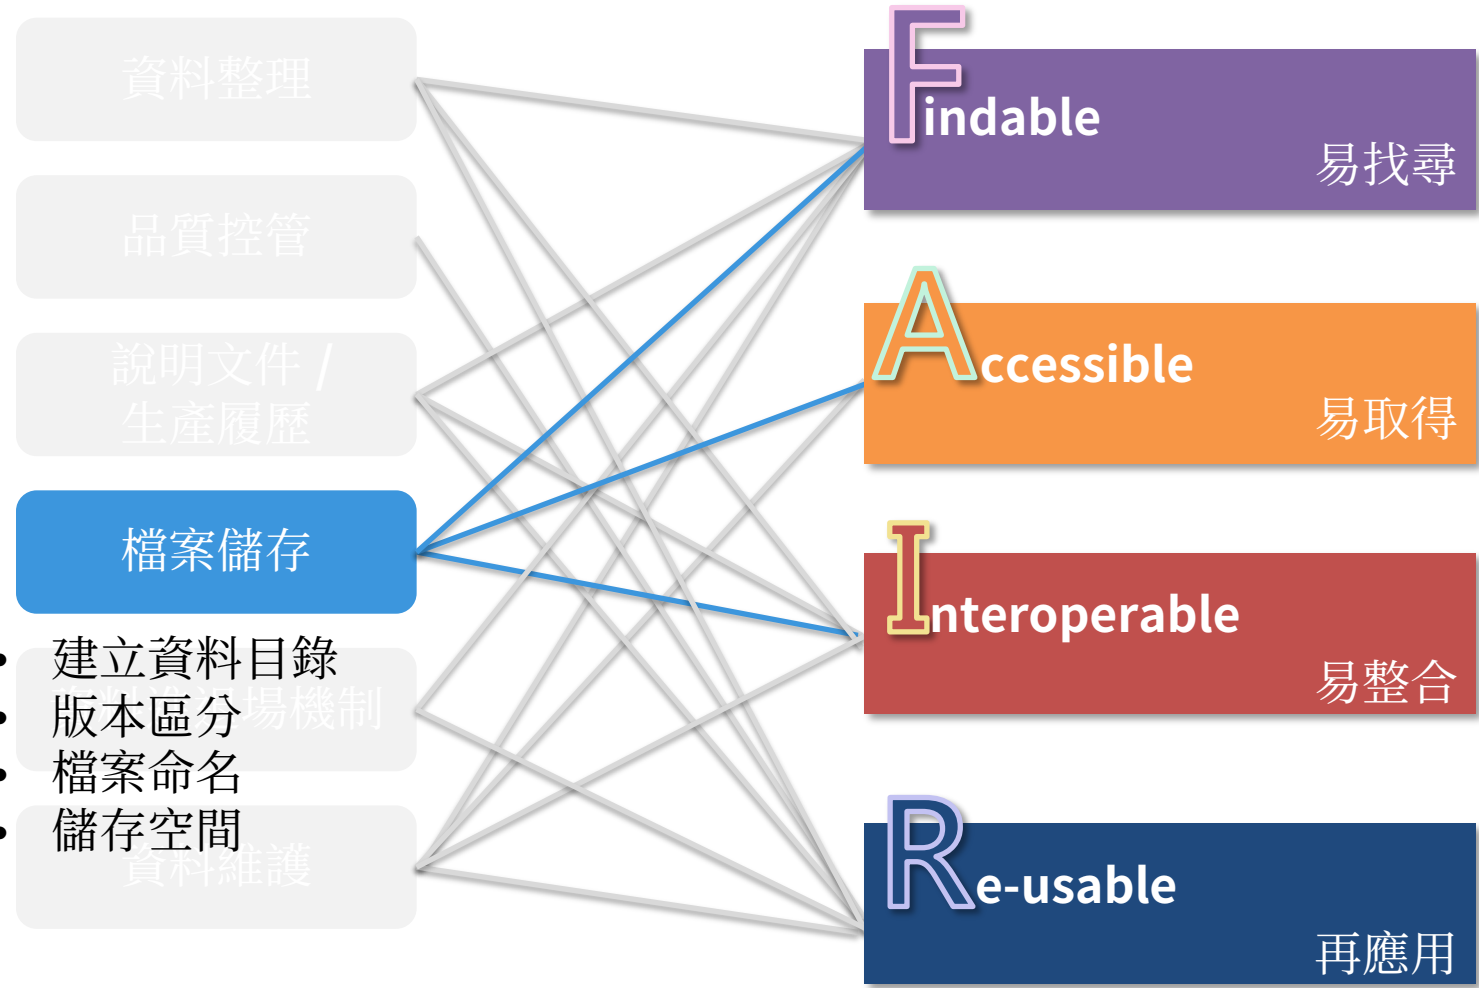 資料整理
品質控管
說明文件 /
生產履歷
檔案儲存
• 建立資料目錄
• 版本區分
場機制
• 檔案命名
• 儲存空間
資料維護
Findable
易找尋
Accessible
易取得
Interoperable
易整合
Re-usable
再應用